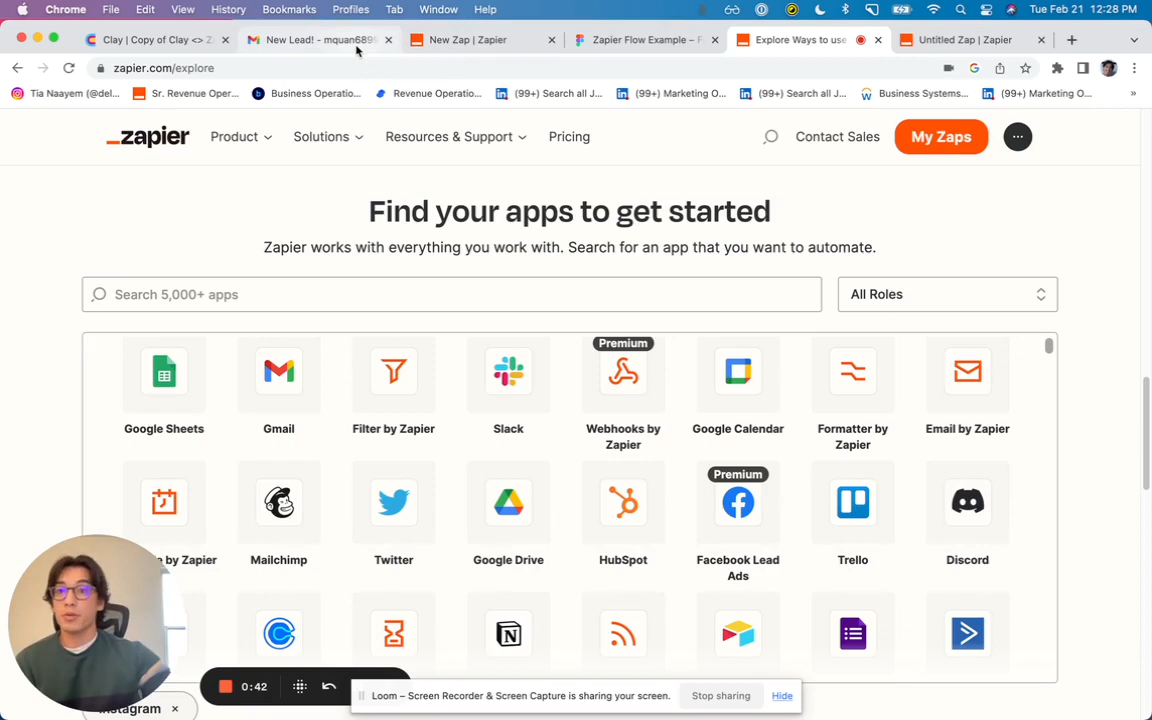 Chrome File Edit View History Bookmarks Profiles Tab Window Help Tue Feb 21 12:28 PM
Clay | Copy of Clay <> Z New Lead! - mquan6899 New Zap | Zapier Zapier Flow Example – F Explore Ways to use Untitled Zap | Zapier
zapier.com/explore
Tia Naayem (@del... Sr. Revenue Oper... Business Operatio... Revenue Operatio... (99+) Search all J... (99+) Marketing O... (99+) Search all J... Business Systems... (99+) Marketing O... »
zapier Product Solutions Resources & Support Pricing Contact Sales My Zaps
Find your apps to get started
Zapier works with everything you work with. Search for an app that you want to automate.
Search 5,000+ apps All Roles
Premium
Google Sheets Gmail Filter by Zapier Slack Webhooks by Zapier Google Calendar Formatter by Zapier Email by Zapier
Premium
by Zapier Mailchimp Twitter Google Drive HubSpot Facebook Lead Ads Trello Discord
0:42 Loom – Screen Recorder & Screen Capture is sharing your screen. Stop sharing Hide
nstagram ×